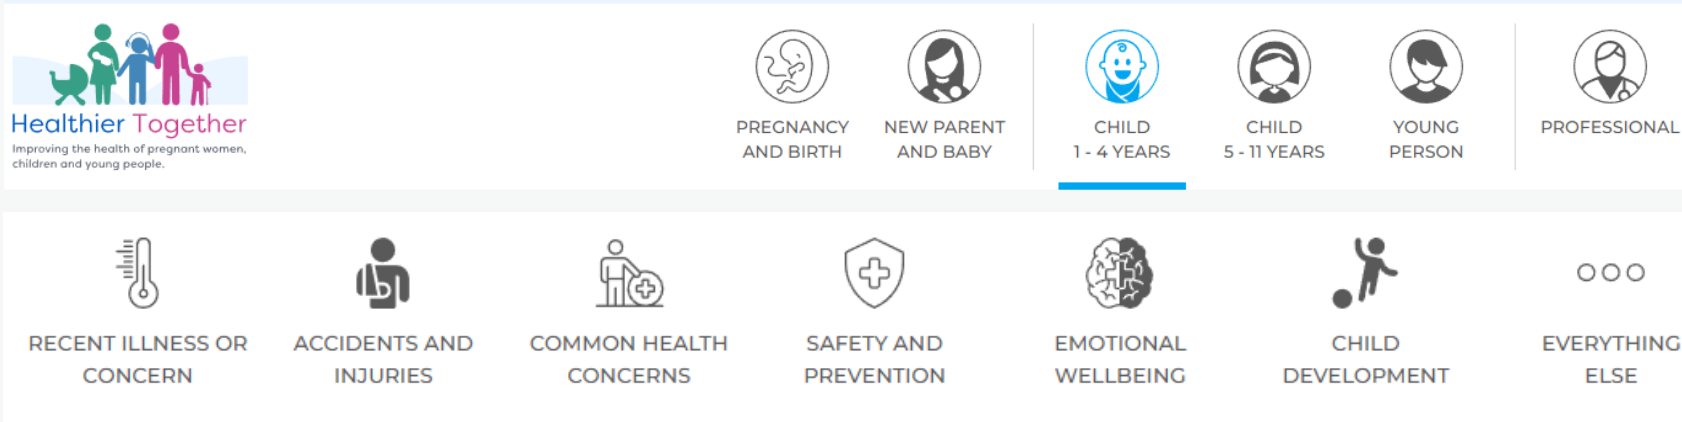 Healthier Together
Improving the health of pregnant women,
children and young people.
PREGNANCY
AND BIRTH
NEW PARENT
AND BABY
CHILD
1 - 4 YEARS
CHILD
5 - 11 YEARS
YOUNG
PERSON
PROFESSIONAL
RECENT ILLNESS OR
CONCERN
ACCIDENTS AND
INJURIES
COMMON HEALTH
CONCERNS
SAFETY AND
PREVENTION
EMOTIONAL
WELLBEING
CHILD
DEVELOPMENT
EVERYTHING
ELSE